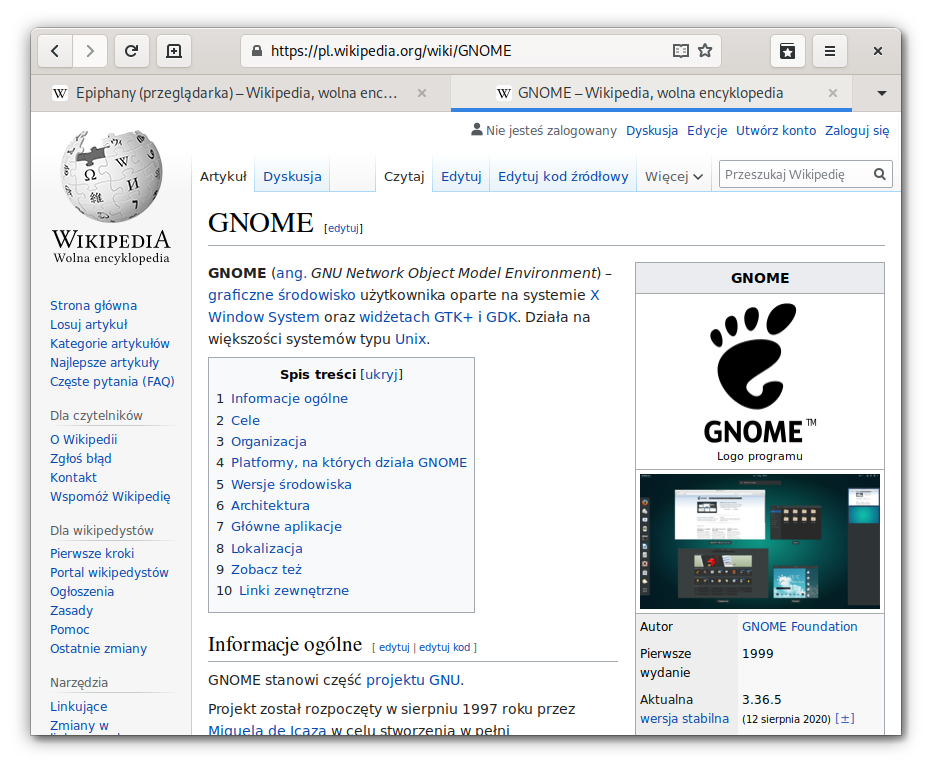 https://pl.wikipedia.org/wiki/GNOME
Epiphany (przeglądarka) – Wikipedia, wolna enc…
GNOME – Wikipedia, wolna encyklopedia
Nie jesteś zalogowany Dyskusja Edycje Utwórz konto Zaloguj się
Artykuł Dyskusja Czytaj Edytuj Edytuj kod źródłowy Więcej Przeszukaj Wikipedię
WIKIPEDIA
Wolna encyklopedia
Strona główna
Losuj artykuł
Kategorie artykułów
Najlepsze artykuły
Częste pytania (FAQ)
Dla czytelników
O Wikipedii
Zgłoś błąd
Kontakt
Wspomóż Wikipedię
Dla wikipedystów
Pierwsze kroki
Portal wikipedystów
Ogłoszenia
Zasady
Pomoc
Ostatnie zmiany
Narzędzia
Linkujące
Zmiany w
GNOME [edytuj]
GNOME (ang. GNU Network Object Model Environment) –
graficzne środowisko użytkownika oparte na systemie X
Window System oraz widżetach GTK+ i GDK. Działa na
większości systemów typu Unix.
Spis treści [ukryj]
1 Informacje ogólne
2 Cele
3 Organizacja
4 Platformy, na których działa GNOME
5 Wersje środowiska
6 Architektura
7 Główne aplikacje
8 Lokalizacja
9 Zobacz też
10 Linki zewnętrzne
Informacje ogólne [ edytuj | edytuj kod ]
GNOME stanowi część projektu GNU.
Projekt został rozpoczęty w sierpniu 1997 roku przez
Miguela de Icaza w celu stworzenia w pełni
GNOME
GNOME™
Logo programu
Autor GNOME Foundation
Pierwsze wydanie 1999
Aktualna wersja stabilna 3.36.5
(12 sierpnia 2020) [±]